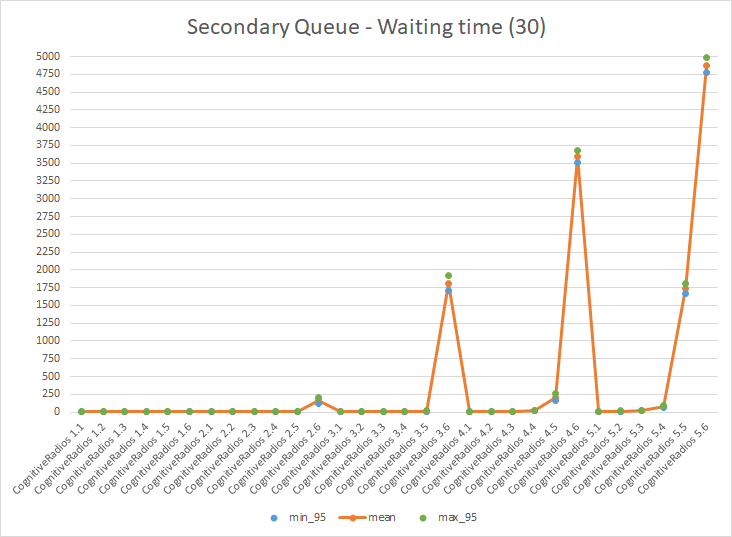 Secondary Queue - Waiting time (30)
5000
4750
4500
4250
4000
3750
3500
3250
3000
2750
2500
2250
2000
1750
1500
1250
1000
750
500
250
0
CognitiveRadios 1.1
CognitiveRadios 1.2
CognitiveRadios 1.3
CognitiveRadios 1.4
CognitiveRadios 1.5
CognitiveRadios 1.6
CognitiveRadios 2.1
CognitiveRadios 2.2
CognitiveRadios 2.3
CognitiveRadios 2.4
CognitiveRadios 2.5
CognitiveRadios 2.6
CognitiveRadios 3.1
CognitiveRadios 3.2
CognitiveRadios 3.3
CognitiveRadios 3.4
CognitiveRadios 3.5
CognitiveRadios 3.6
CognitiveRadios 4.1
CognitiveRadios 4.2
CognitiveRadios 4.3
CognitiveRadios 4.4
CognitiveRadios 4.5
CognitiveRadios 4.6
CognitiveRadios 5.1
CognitiveRadios 5.2
CognitiveRadios 5.3
CognitiveRadios 5.4
CognitiveRadios 5.5
CognitiveRadios 5.6
min_95 mean max_95